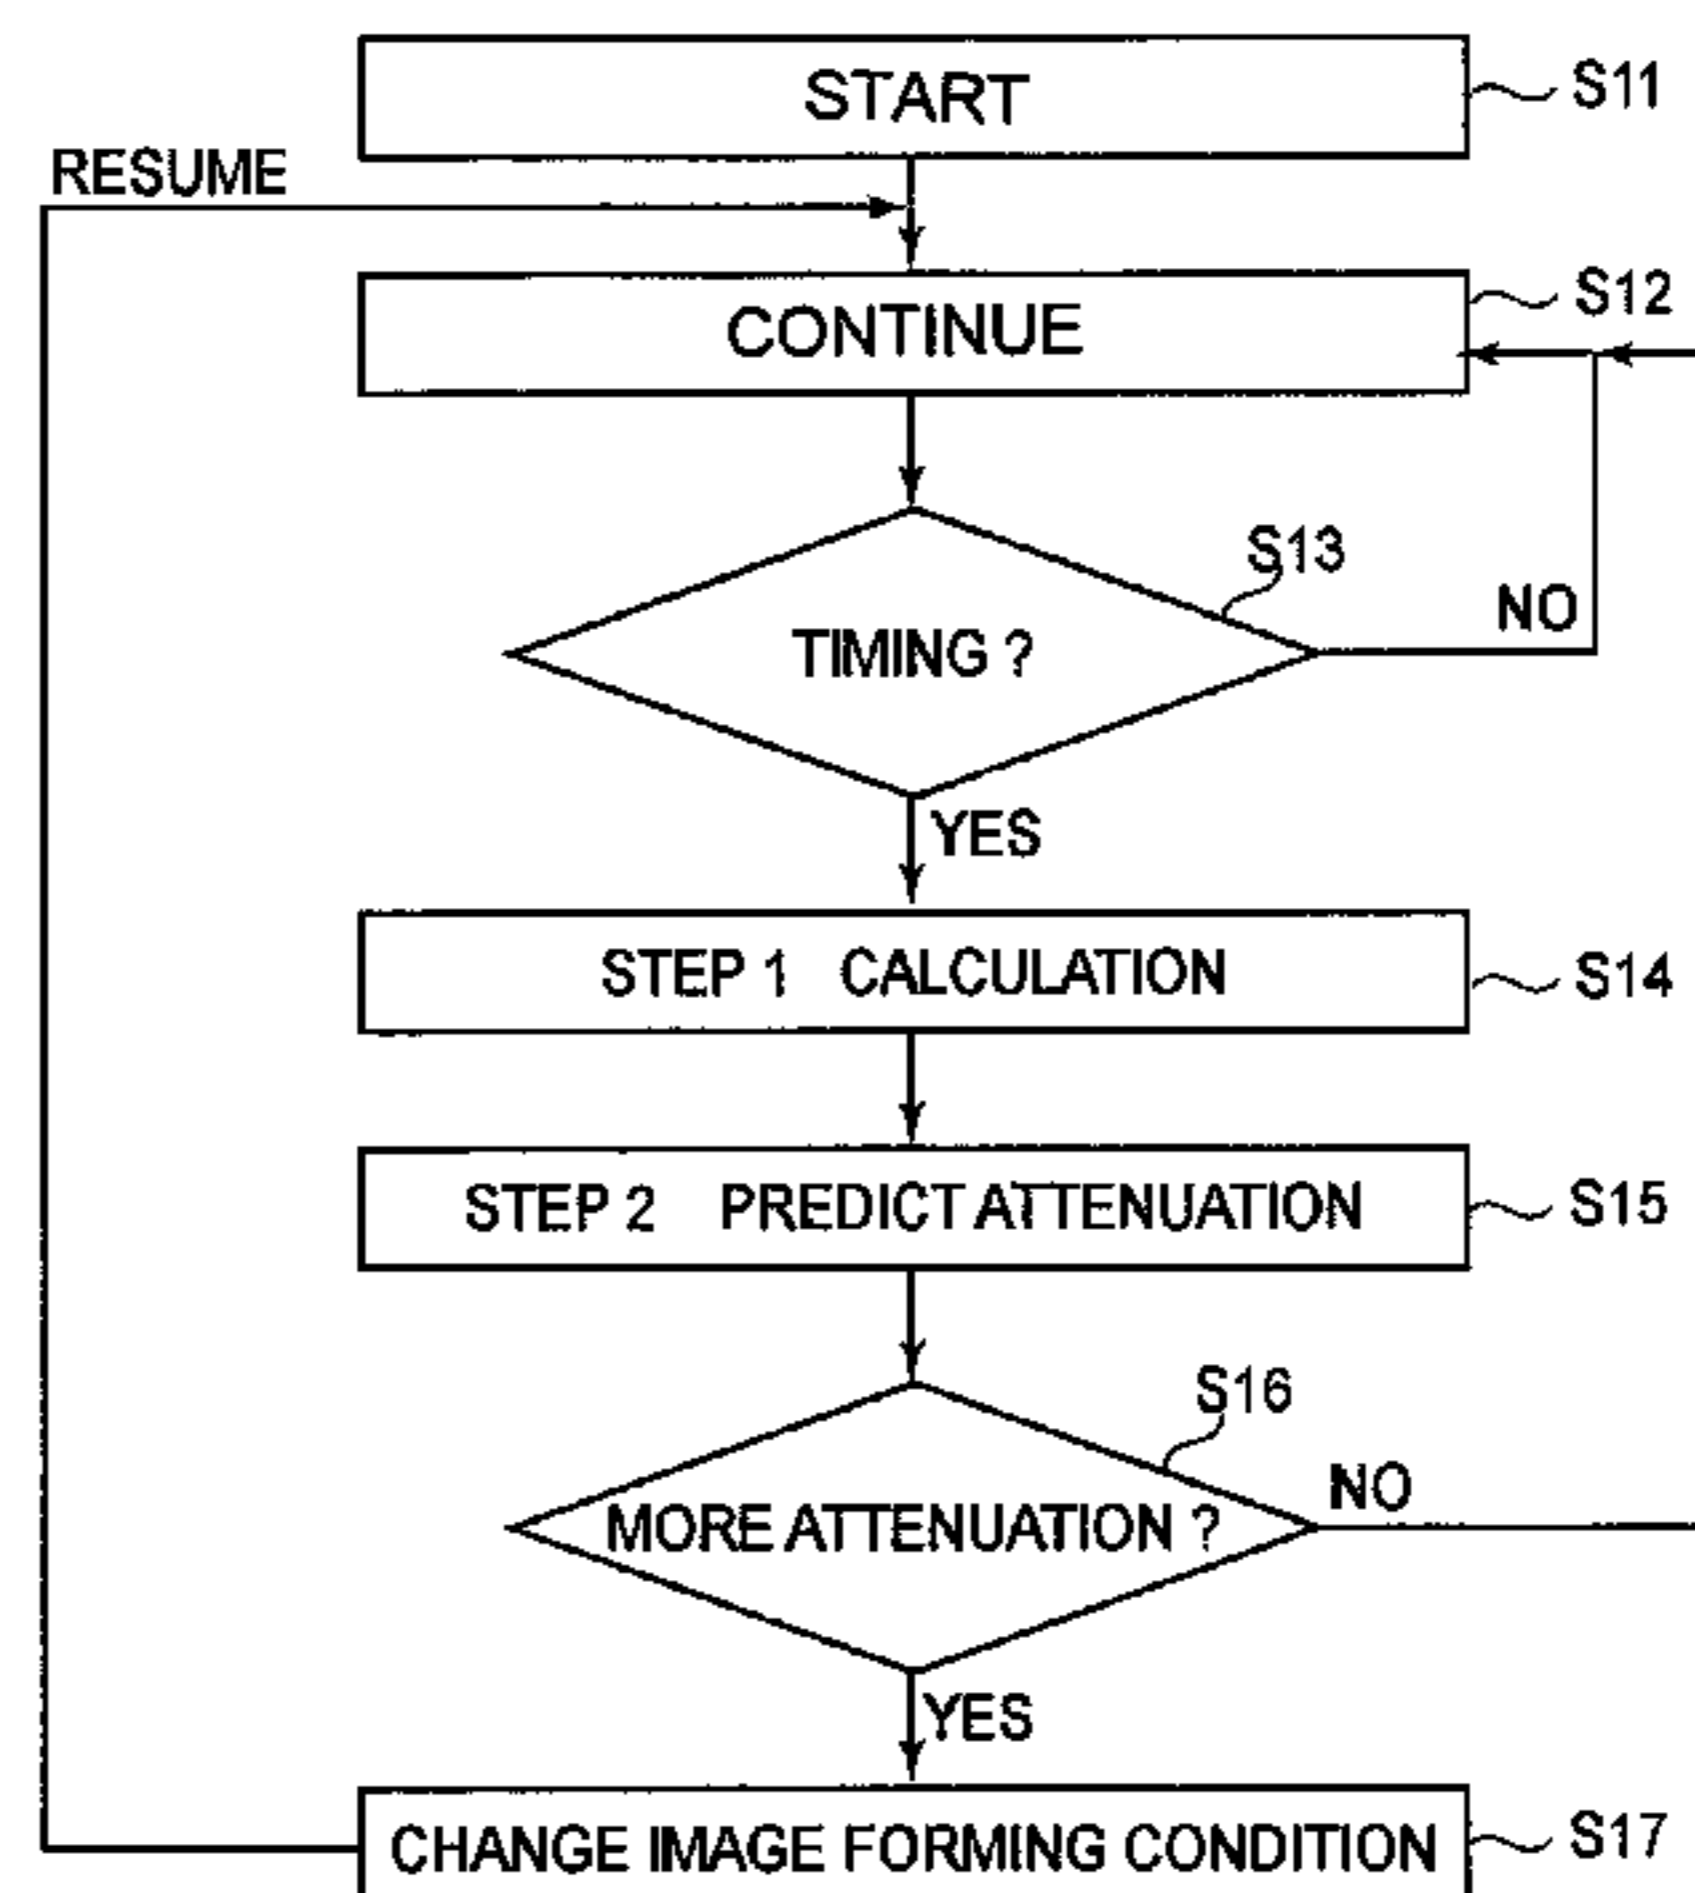 START
S11
RESUME
CONTINUE
S12
TIMING ?
S13
NO
YES
STEP 1 CALCULATION
S14
STEP 2 PREDICT ATTENUATION
S15
MORE ATTENUATION ?
S16
NO
YES
CHANGE IMAGE FORMING CONDITION
S17